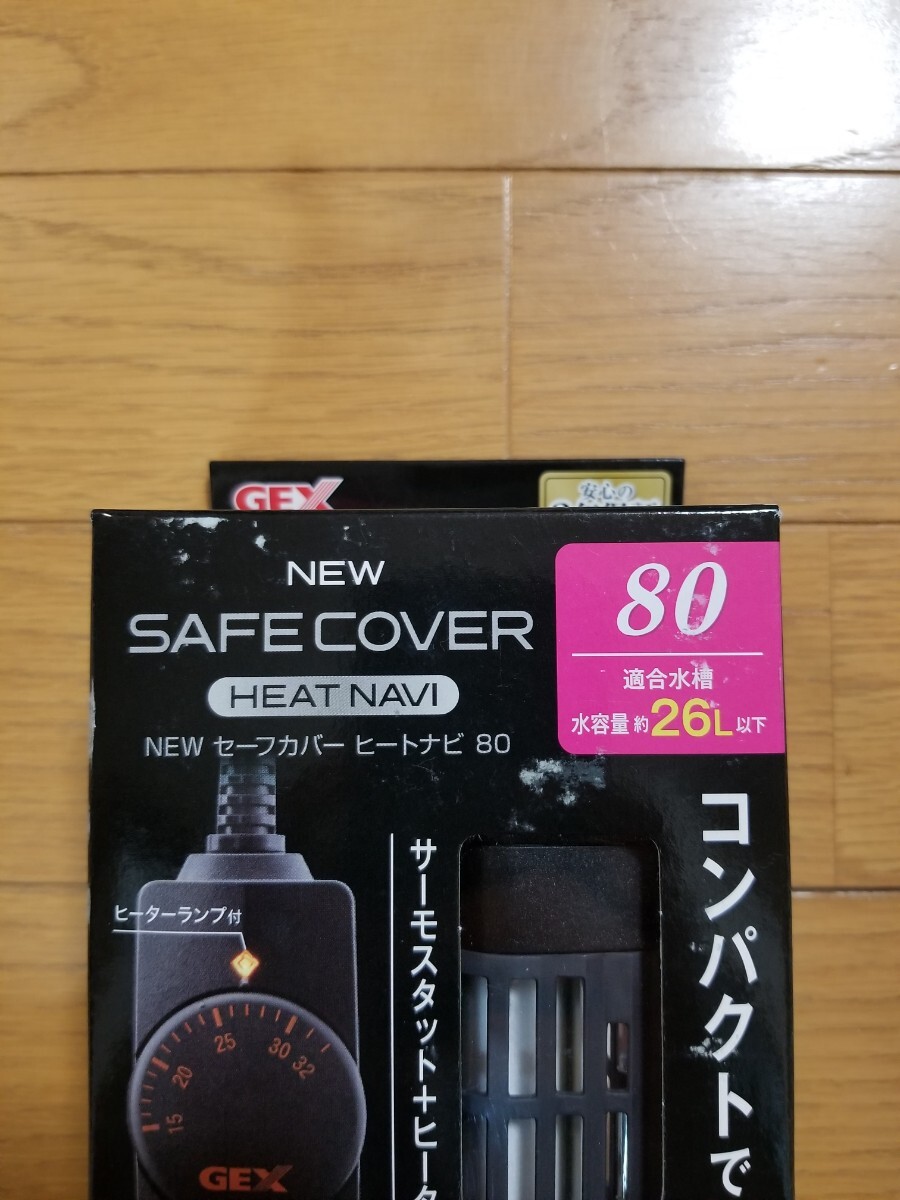 GEX
安心の
NEW
SAFE COVER
HEAT NAVI
NEW セーフカバー ヒートナビ 80
80
適合水槽
水容量 約26L以下
コンパクトで
サーモスタット+ヒータ
ヒーターランプ付
15 20 25 30 32
GEX